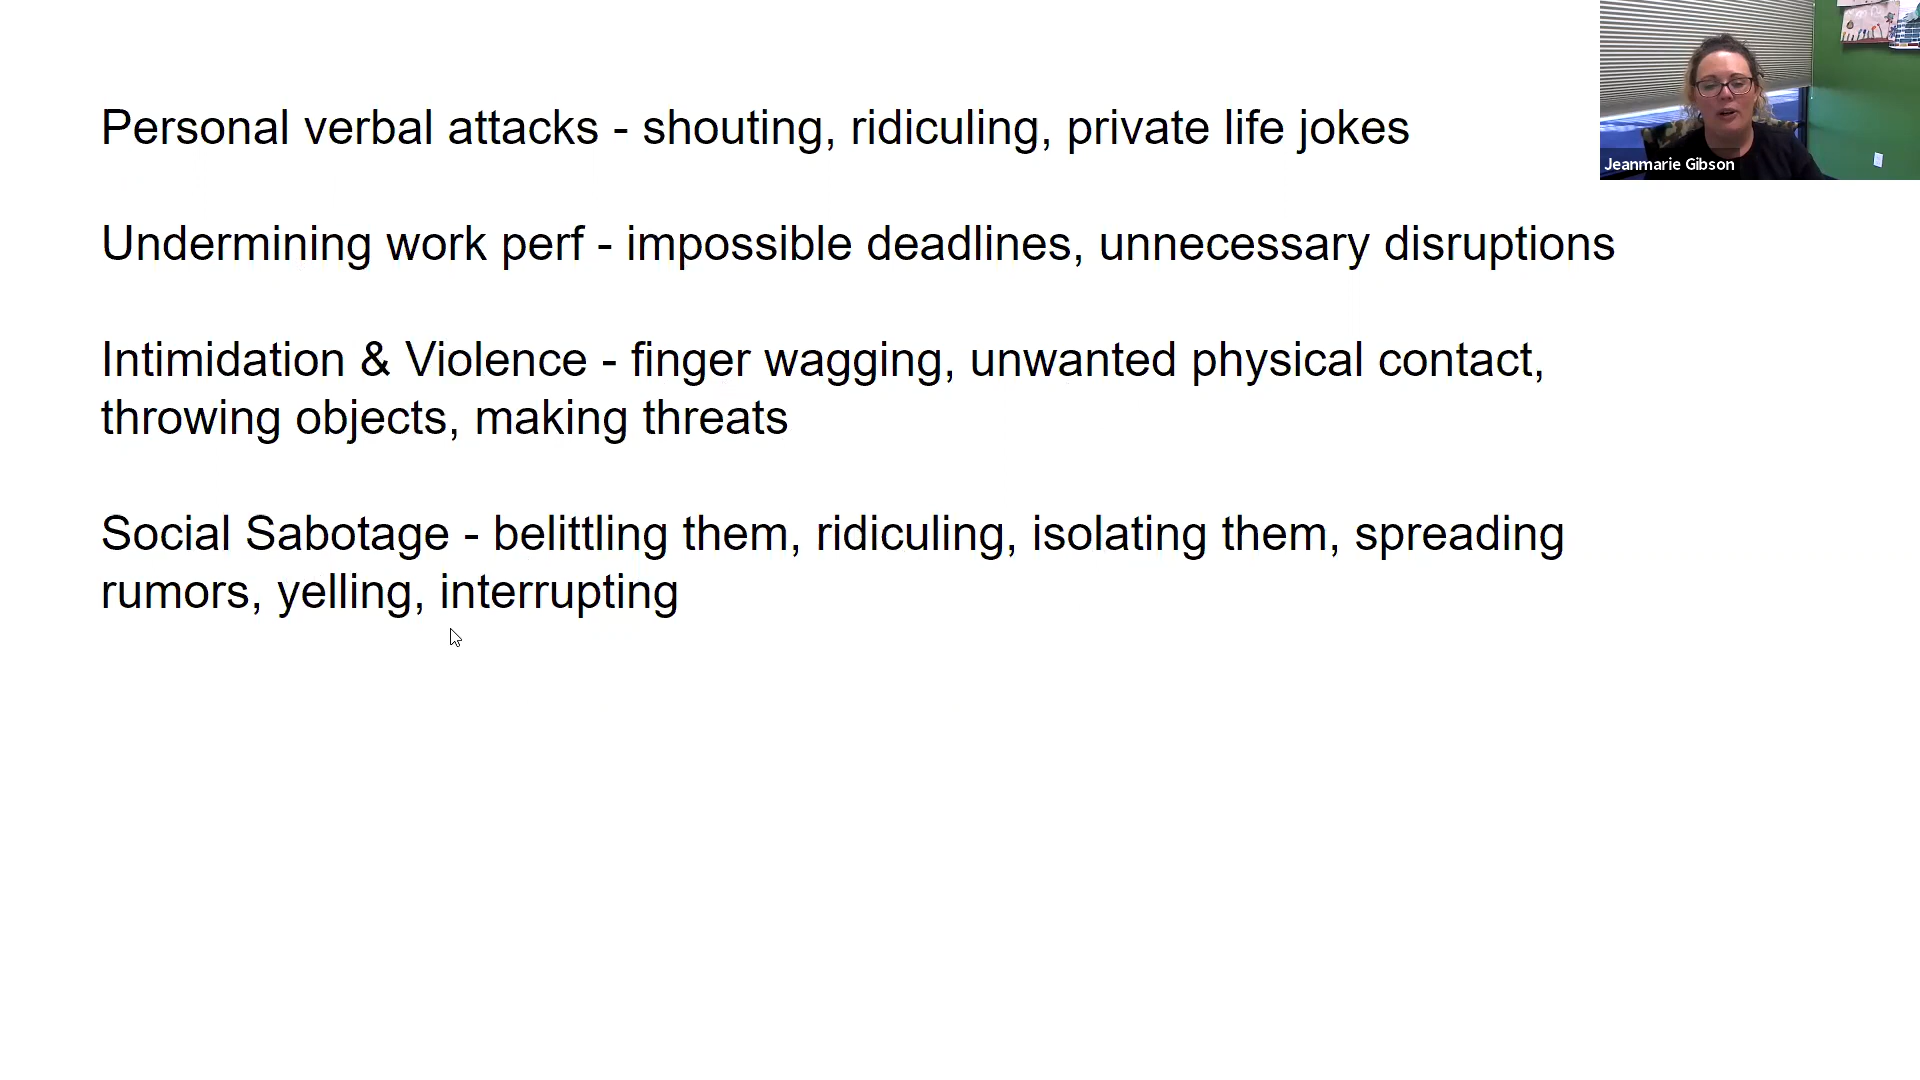 Personal verbal attacks - shouting, ridiculing, private life jokes
Jeanmarie Gibson
Undermining work perf - impossible deadlines, unnecessary disruptions
Intimidation & Violence - finger wagging, unwanted physical contact,
throwing objects, making threats
Social Sabotage - belittling them, ridiculing, isolating them, spreading
rumors, yelling, interrupting